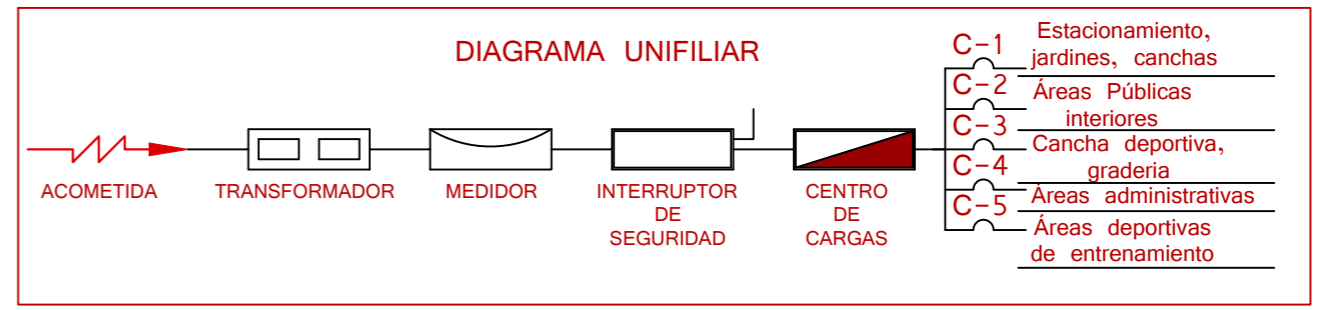 DIAGRAMA UNIFILIAR
ACOMETIDA
TRANSFORMADOR
MEDIDOR
INTERRUPTOR
DE
SEGURIDAD
CENTRO
DE
CARGAS
C-1
Estacionamiento,
jardines, canchas
C-2
Áreas Públicas
interiores
C-3
Cancha deportiva,
graderia
C-4
Áreas administrativas
C-5
Áreas deportivas
de entrenamiento